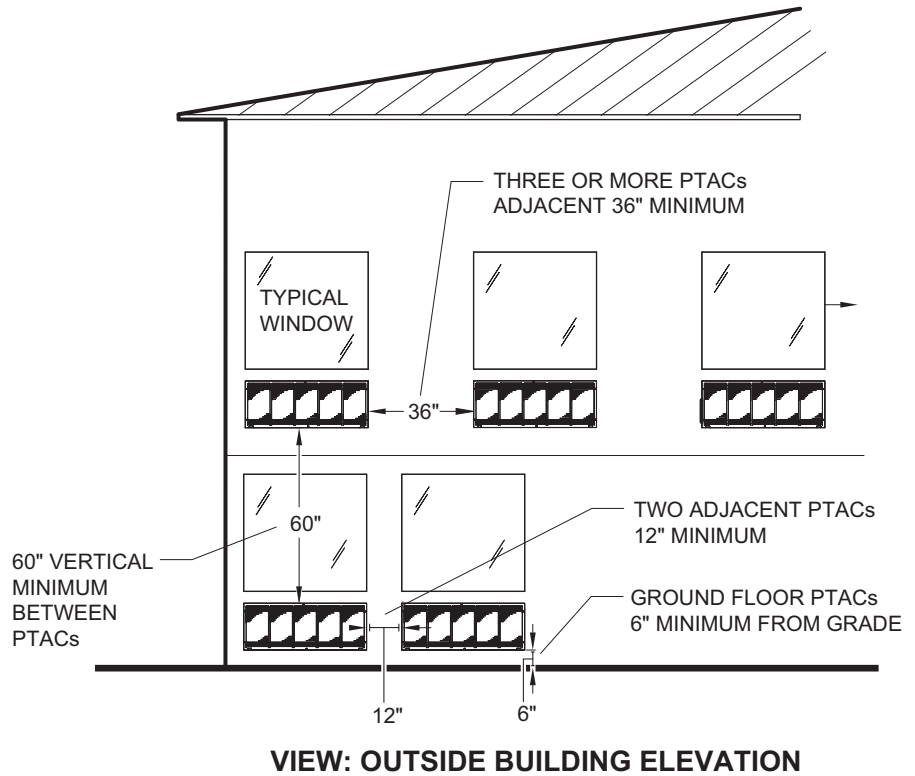 THREE OR MORE PTACs
ADJACENT 36" MINIMUM
TYPICAL
WINDOW
36"
60"
TWO ADJACENT PTACs
12" MINIMUM
60" VERTICAL
MINIMUM
BETWEEN
PTACs
GROUND FLOOR PTACs
6" MINIMUM FROM GRADE
12"
6"
VIEW: OUTSIDE BUILDING ELEVATION